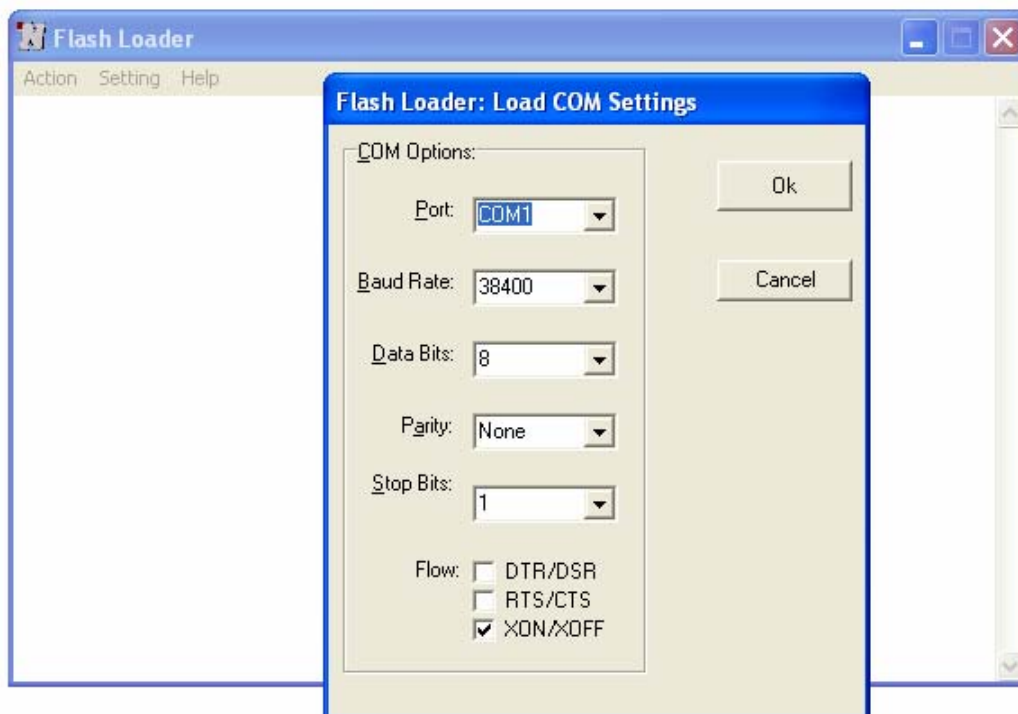 Flash Loader
Action Setting Help
Flash Loader: Load COM Settings
COM Options:
Port: COM1
Ok
Baud Rate: 38400
Cancel
Data Bits: 8
Parity: None
Stop Bits: 1
Flow: DTR/DSR
RTS/CTS
XON/XOFF